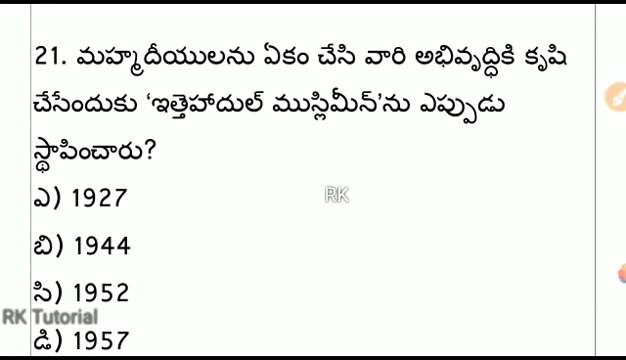 21. మహ్మదీయులను ఏకం చేసి వారి అభివృద్ధికి కృషి
చేసేందుకు ‘ఇత్తెహాదుల్ ముస్లిమీన్’ను ఎప్పుడు
స్థాపించారు?
ఎ) 1927
RK
బి) 1944
సి) 1952
RK Tutorial
డి) 1957